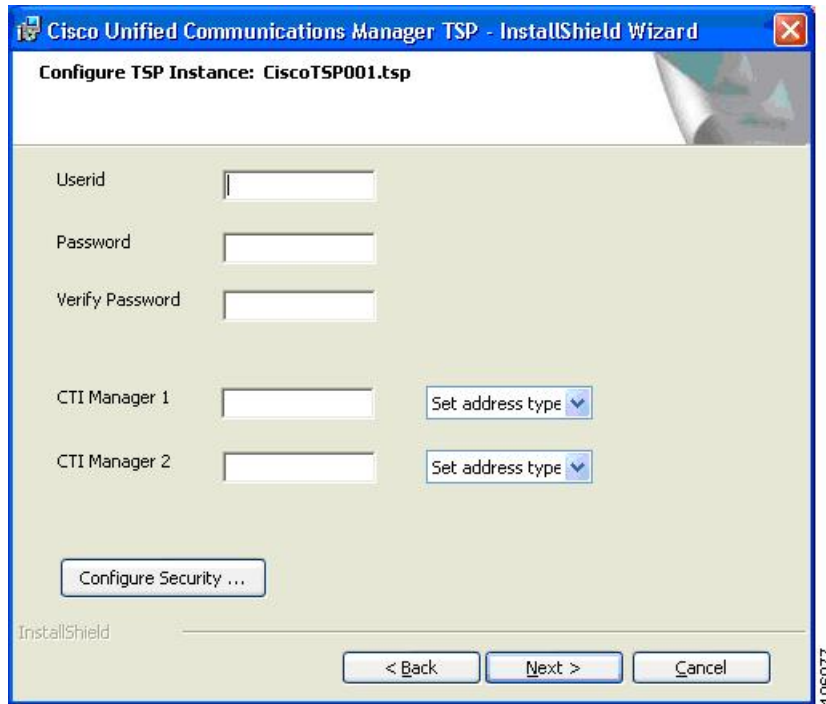 Cisco Unified Communications Manager TSP - InstallShield Wizard
Configure TSP Instance: CiscoTSP001.tsp
Userid
Password
Verify Password
CTI Manager 1
Set address type
CTI Manager 2
Set address type
Configure Security ...
InstallShield
< Back
Next >
Cancel